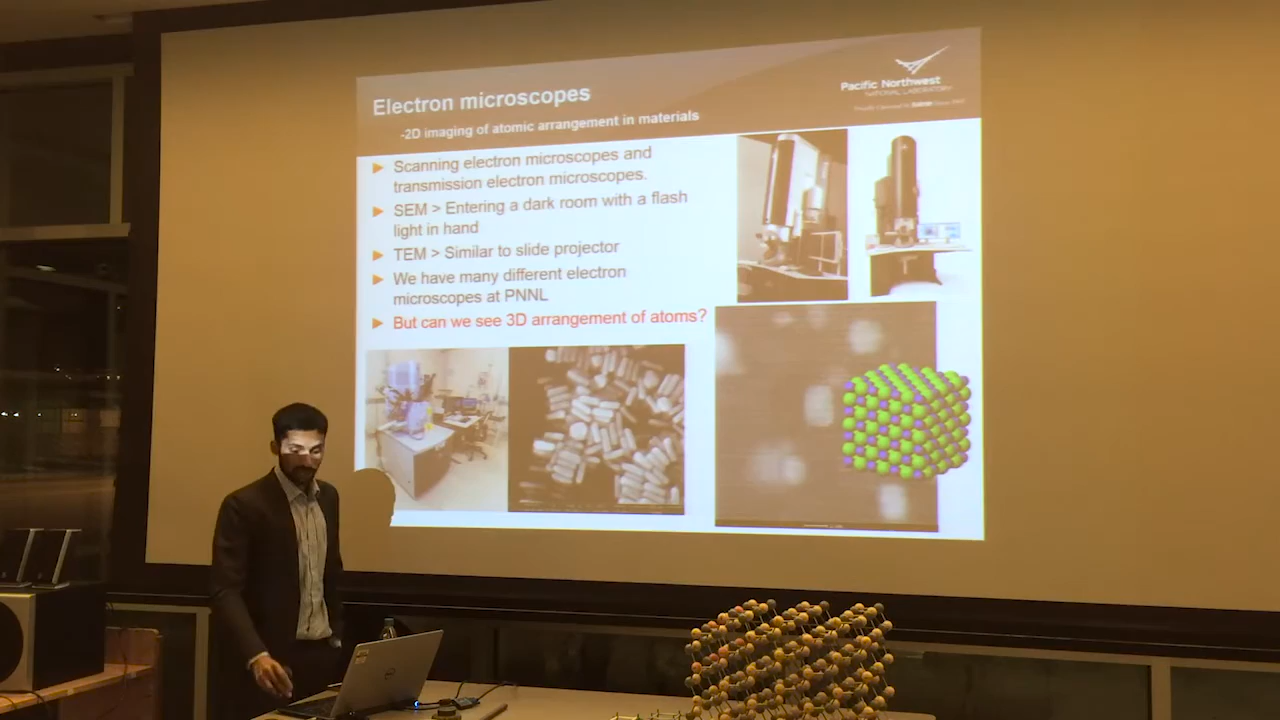 Electron microscopes
-2D imaging of atomic arrangement in materials
Pacific Northwest
NATIONAL LABORATORY
Scanning electron microscopes and
transmission electron microscopes.
SEM > Entering a dark room with a flash
light in hand
TEM > Similar to slide projector
We have many different electron
microscopes at PNNL
But can we see 3D arrangement of atoms?
DELL